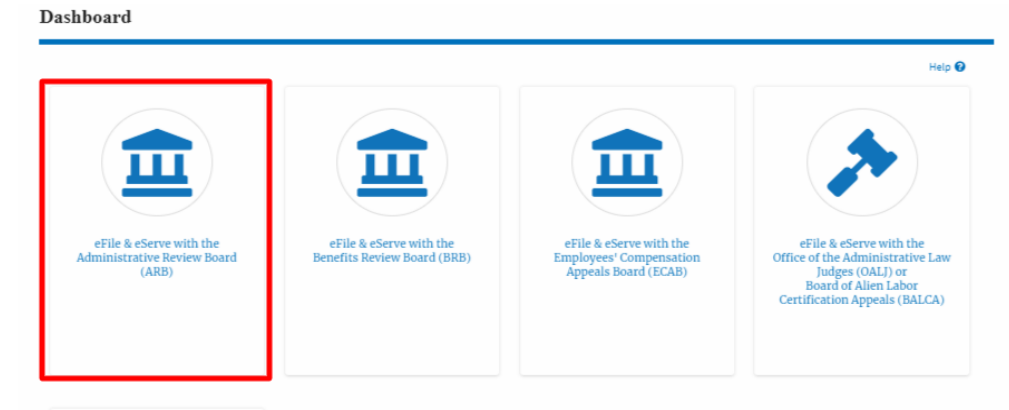 Dashboard
Help
eFile & eServe with the
Administrative Review Board
(ARB)
eFile & eServe with the
Benefits Review Board (BRB)
eFile & eServe with the
Employees' Compensation
Appeals Board (ECAB)
eFile & eServe with the
Office of the Administrative Law
Judges (OALJ) or
Board of Alien Labor
Certification Appeals (BALCA)